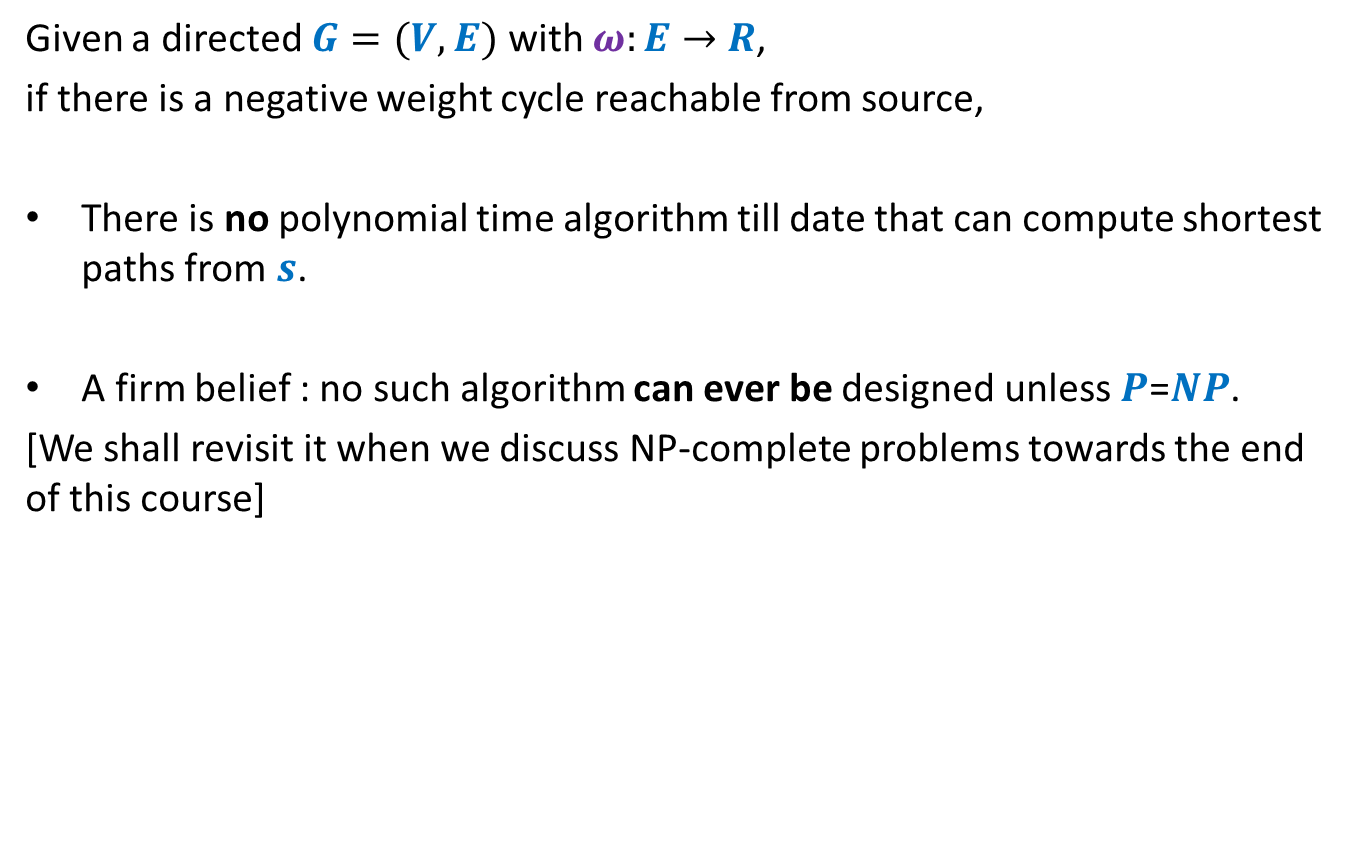 Given a directed G = (V, E) with ω: E → R,
if there is a negative weight cycle reachable from source,
• There is no polynomial time algorithm till date that can compute shortest
paths from s.
• A firm belief : no such algorithm can ever be designed unless P=NP.
[We shall revisit it when we discuss NP-complete problems towards the end
of this course]